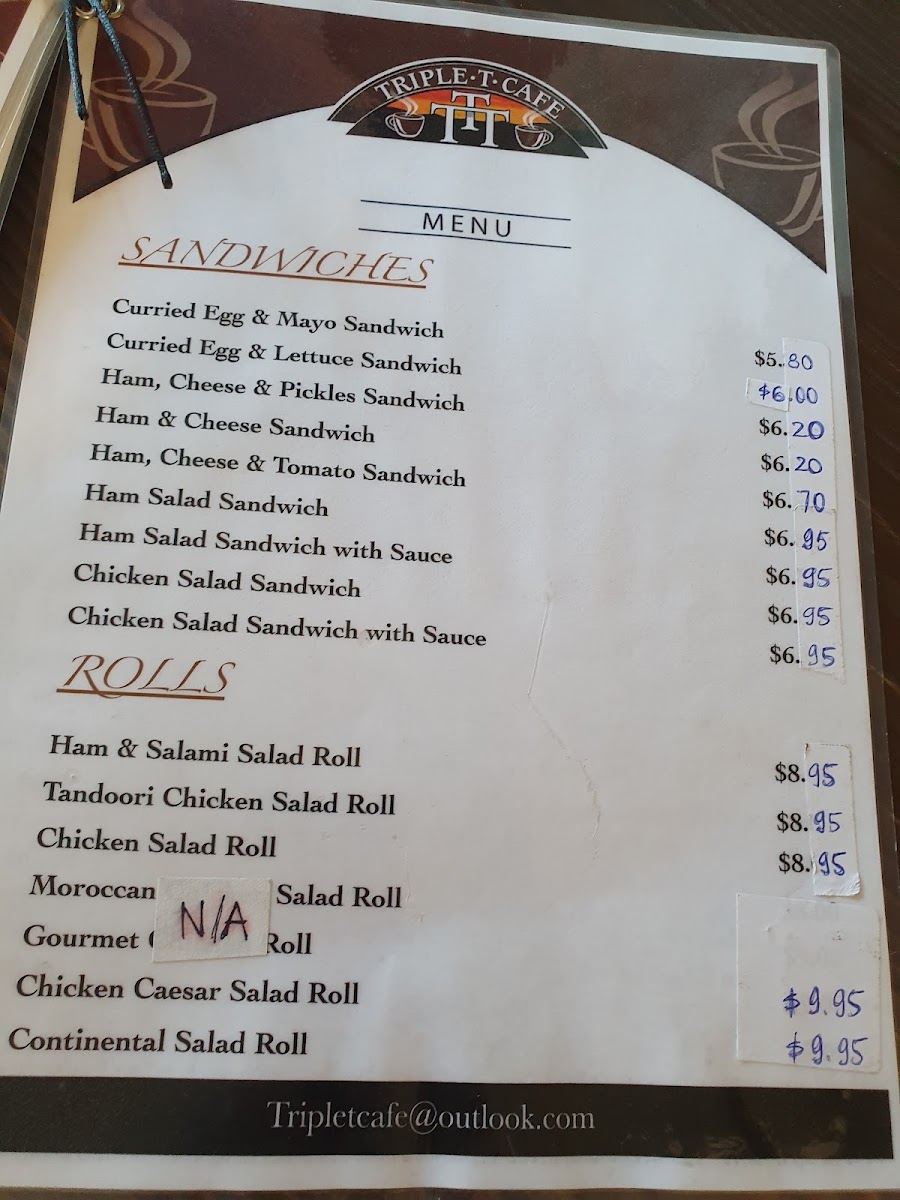 TRIPLE·T·CAFE
TTT
MENU
SANDWICHES
Curried Egg & Mayo Sandwich $5.80
Curried Egg & Lettuce Sandwich $6.00
Ham, Cheese & Pickles Sandwich $6.20
Ham & Cheese Sandwich $6.20
Ham, Cheese & Tomato Sandwich $6.70
Ham Salad Sandwich $6.95
Ham Salad Sandwich with Sauce $6.95
Chicken Salad Sandwich $6.95
Chicken Salad Sandwich with Sauce $6.95
ROLLS
Ham & Salami Salad Roll $8.95
Tandoori Chicken Salad Roll $8.95
Chicken Salad Roll $8.95
Moroccan Salad Roll
N/A
Gourmet Roll
Chicken Caesar Salad Roll $9.95
Continental Salad Roll $9.95
Tripletcafe@outlook.com